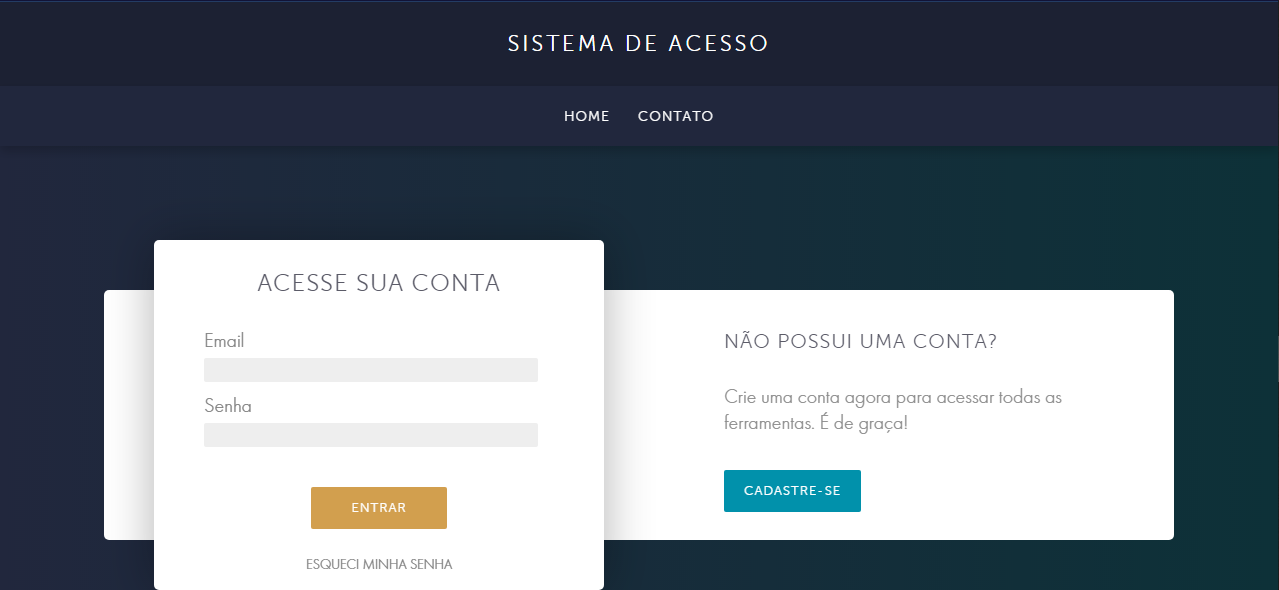 SISTEMA DE ACESSO
HOME CONTATO
ACESSE SUA CONTA
Email
Senha
ENTRAR
ESQUECI MINHA SENHA
NÃO POSSUI UMA CONTA?
Crie uma conta agora para acessar todas as
ferramentas. É de graça!
CADASTRE-SE